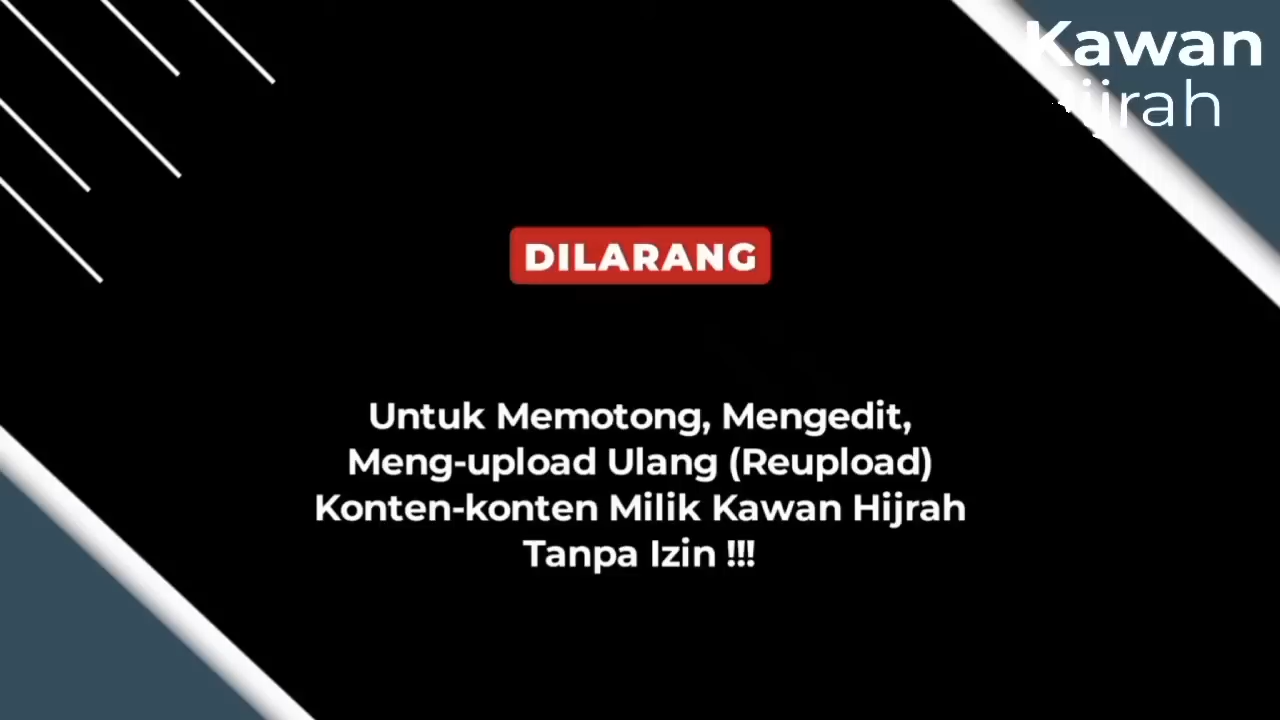 Kawan
Hijrah
DILARANG
Untuk Memotong, Mengedit,
Meng-upload Ulang (Reupload)
Konten-konten Milik Kawan Hijrah
Tanpa Izin !!!